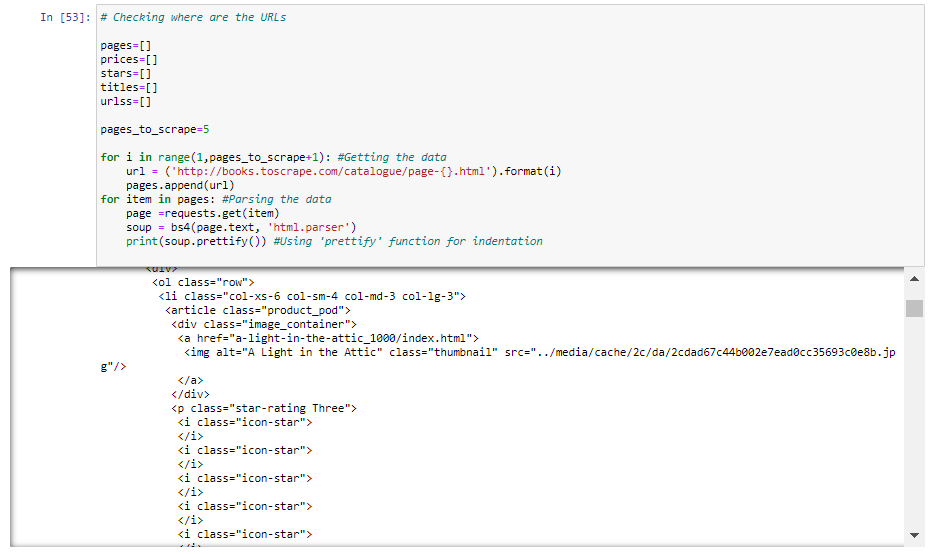 In [53]: # Checking where are the URLs
pages=[]
prices=[]
stars=[]
titles=[]
urlss=[]
pages_to_scrape=5
for i in range(1,pages_to_scrape+1): #Getting the data
url = ('http://books.toscrape.com/catalogue/page-{}.html').format(i)
pages.append(url)
for item in pages: #Parsing the data
page =requests.get(item)
soup = bs4(page.text, 'html.parser')
print(soup.prettify()) #Using 'prettify' function for indentation
<div>
<ol class="row">
<li class="col-xs-6 col-sm-4 col-md-3 col-lg-3">
<article class="product_pod">
<div class="image_container">
<a href="a-light-in-the-attic_1000/index.html">
<img alt="A Light in the Attic" class="thumbnail" src="../media/cache/2c/da/2cdad67c44b002e7ead0cc35693c0e8b.jp
g"/>
</a>
</div>
<p class="star-rating Three">
<i class="icon-star">
</i>
<i class="icon-star">
</i>
<i class="icon-star">
</i>
<i class="icon-star">
</i>
<i class="icon-star">
</i>